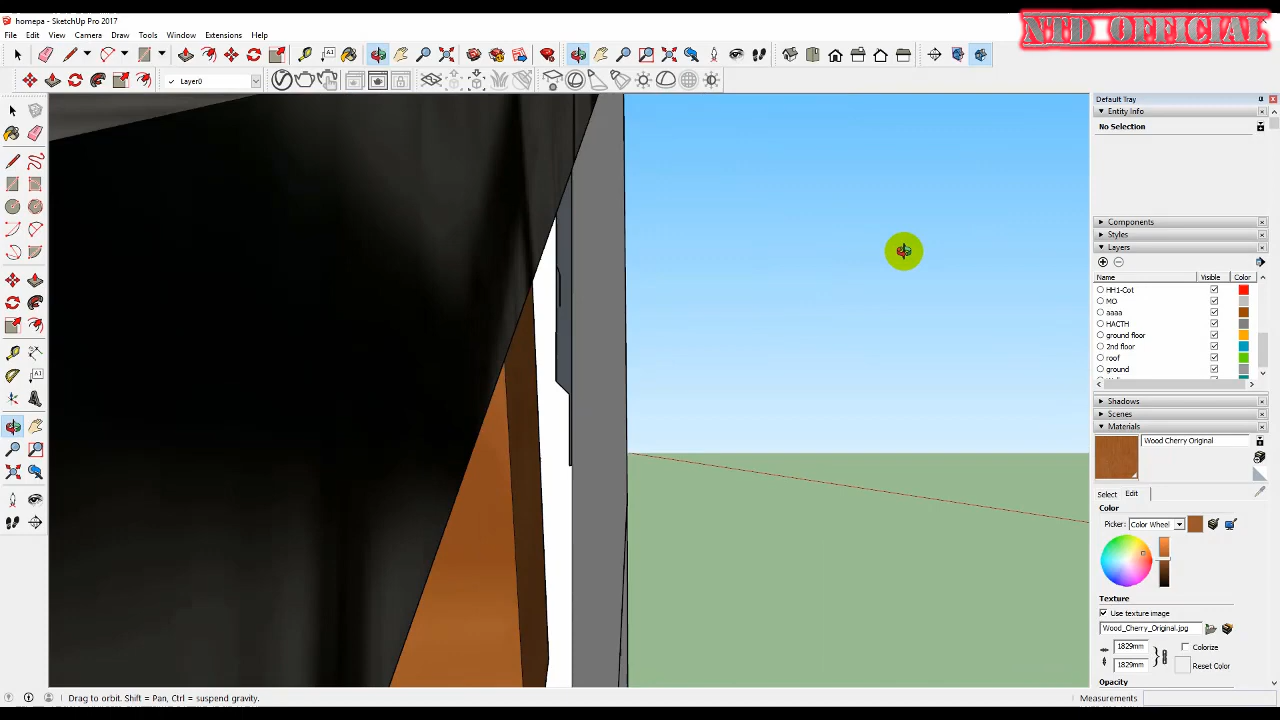 homepa - SketchUp Pro 2017
NTD_OFFICIAL
File Edit View Camera Draw Tools Window Extensions Help
Layer0
Default Tray
Entity Info
No Selection
Components
Styles
Layers
Name Visible Color
HH1-Cot
MO
aaaa
HACTH
ground floor
2nd floor
roof
ground
Shadows
Scenes
Materials
Wood Cherry Original
Select Edit
Color
Picker: Color Wheel
Texture
Use texture image
Wood_Cherry_Original.jpg
1829mm
Colorize
1829mm
Reset Color
Opacity
Drag to orbit. Shift = Pan, Ctrl = suspend gravity.
Measurements